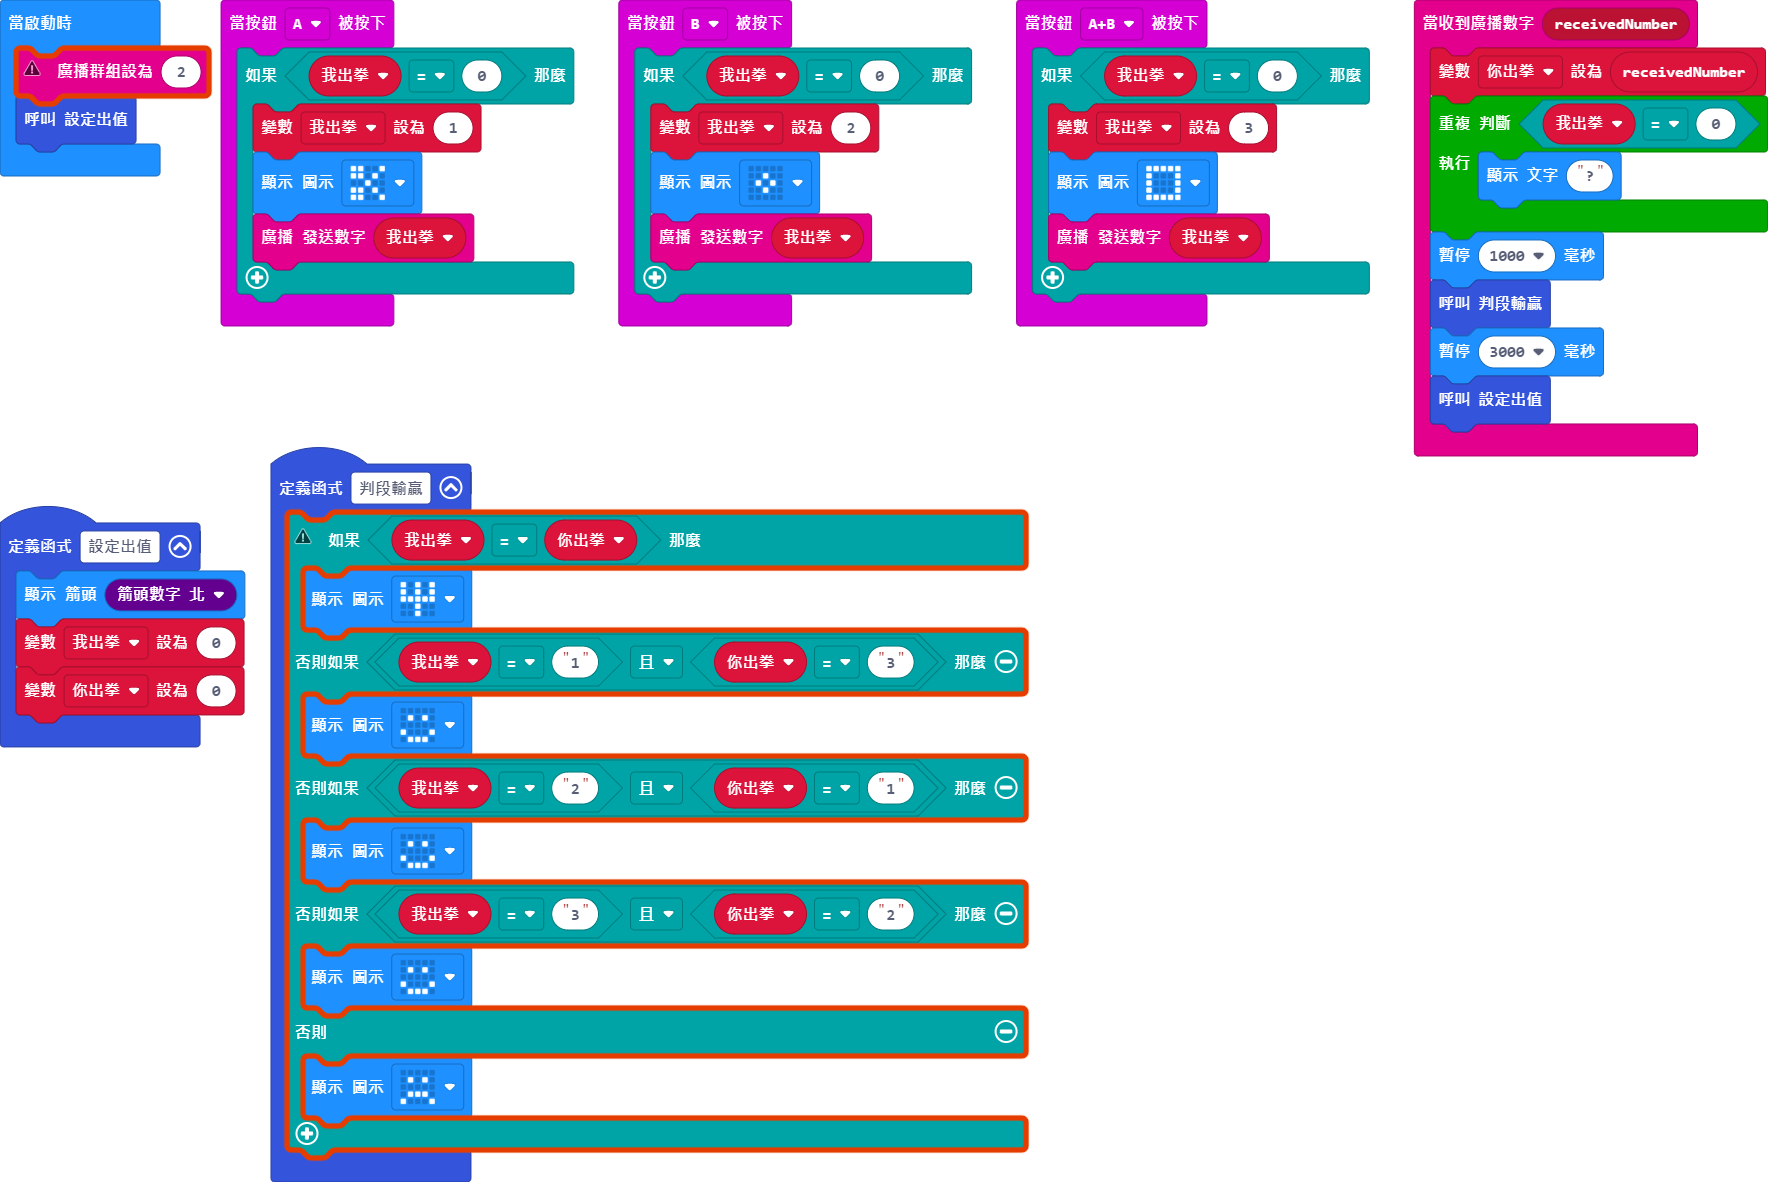 當啟動時
廣播群組設為 2
呼叫 設定出值
當按鈕 A 被按下
如果 我出拳 = 0 那麼
變數 我出拳 設為 1
顯示 圖示
廣播 發送數字 我出拳
當按鈕 B 被按下
如果 我出拳 = 0 那麼
變數 我出拳 設為 2
顯示 圖示
廣播 發送數字 我出拳
當按鈕 A+B 被按下
如果 我出拳 = 0 那麼
變數 我出拳 設為 3
顯示 圖示
廣播 發送數字 我出拳
當收到廣播數字 receivedNumber
變數 你出拳 設為 receivedNumber
重複 判斷 我出拳 = 0
執行
顯示 文字 "?"
暫停 1000 毫秒
呼叫 判段輸贏
暫停 3000 毫秒
呼叫 設定出值
定義函式 設定出值
顯示 箭頭 箭頭數字 北
變數 我出拳 設為 0
變數 你出拳 設為 0
定義函式 判段輸贏
如果 我出拳 = 你出拳 那麼
顯示 圖示
否則如果 我出拳 = "1" 且 你出拳 = "3" 那麼
顯示 圖示
否則如果 我出拳 = "2" 且 你出拳 = "1" 那麼
顯示 圖示
否則如果 我出拳 = "3" 且 你出拳 = "2" 那麼
顯示 圖示
否則
顯示 圖示